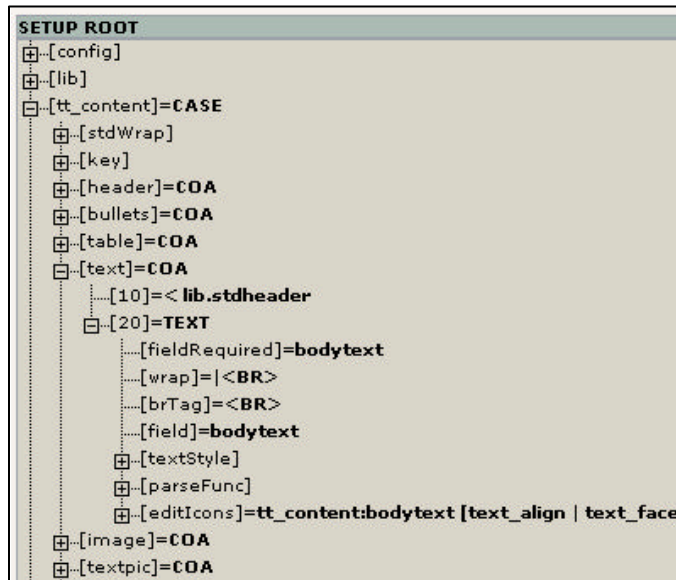 SETUP ROOT
[config]
[lib]
[tt_content]=CASE
[stdWrap]
[key]
[header]=COA
[bullets]=COA
[table]=COA
[text]=COA
[10]=< lib.stdheader
[20]=TEXT
[fieldRequired]=bodytext
[wrap]=|<BR>
[brTag]=<BR>
[field]=bodytext
[textStyle]
[parseFunc]
[editIcons]=tt_content:bodytext [text_align | text_face
[image]=COA
[textpic]=COA